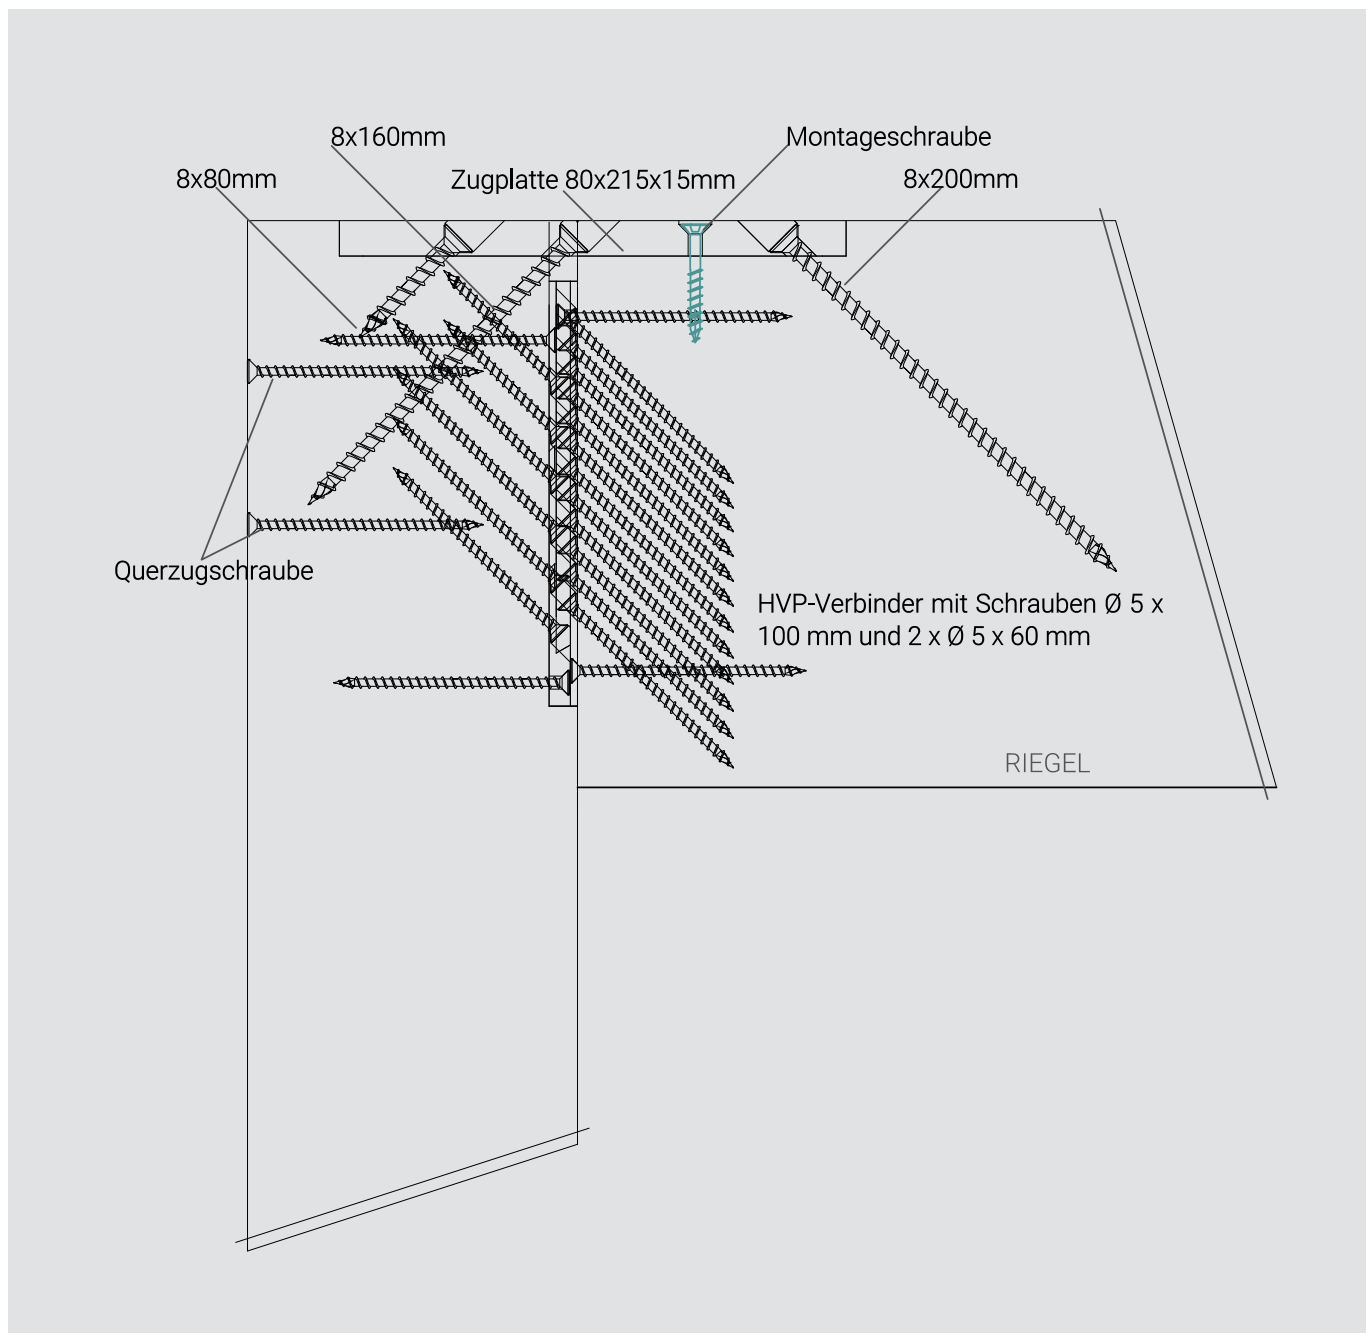 8x160mm
Montageschraube
8x80mm
Zugplatte 80x215x15mm
8x200mm
Querzugschraube
HVP-Verbinder mit Schrauben Ø 5 x
100 mm und 2 x Ø 5 x 60 mm
RIEGEL